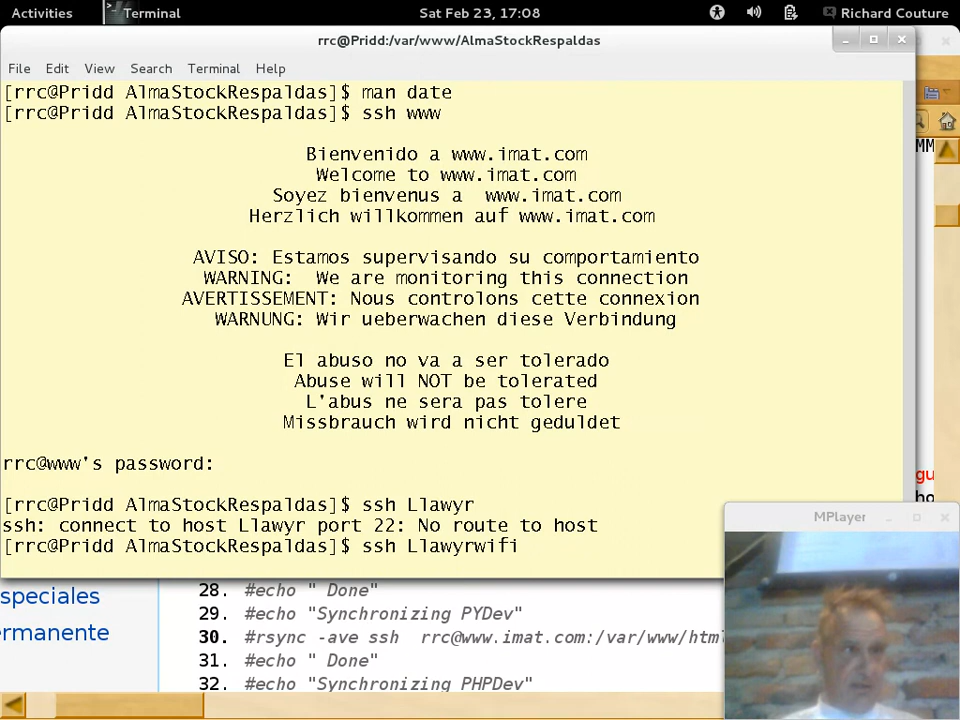 Activities Terminal Sat Feb 23, 17:08 Richard Couture
rrc@Pridd:/var/www/AlmaStockRespaldas
File Edit View Search Terminal Help
[rrc@Pridd AlmaStockRespaldas]$ man date
[rrc@Pridd AlmaStockRespaldas]$ ssh www
Bienvenido a www.imat.com
Welcome to www.imat.com
Soyez bienvenus a  www.imat.com
Herzlich willkommen auf www.imat.com
AVISO: Estamos supervisando su comportamiento
WARNING:  We are monitoring this connection
AVERTISSEMENT: Nous controlons cette connexion
WARNUNG: Wir ueberwachen diese Verbindung
El abuso no va a ser tolerado
Abuse will NOT be tolerated
L'abus ne sera pas tolere
Missbrauch wird nicht geduldet
rrc@www's password:
[rrc@Pridd AlmaStockRespaldas]$ ssh Llawyr
ssh: connect to host Llawyr port 22: No route to host
[rrc@Pridd AlmaStockRespaldas]$ ssh Llawyrwifi
MM
gu
ho
MPlayer
speciales
ermanente
28. #echo " Done"
29. #echo "Synchronizing PYDev"
30. #rsync -ave ssh  rrc@www.imat.com:/var/www/html
31. #echo " Done"
32. #echo "Synchronizing PHPDev"